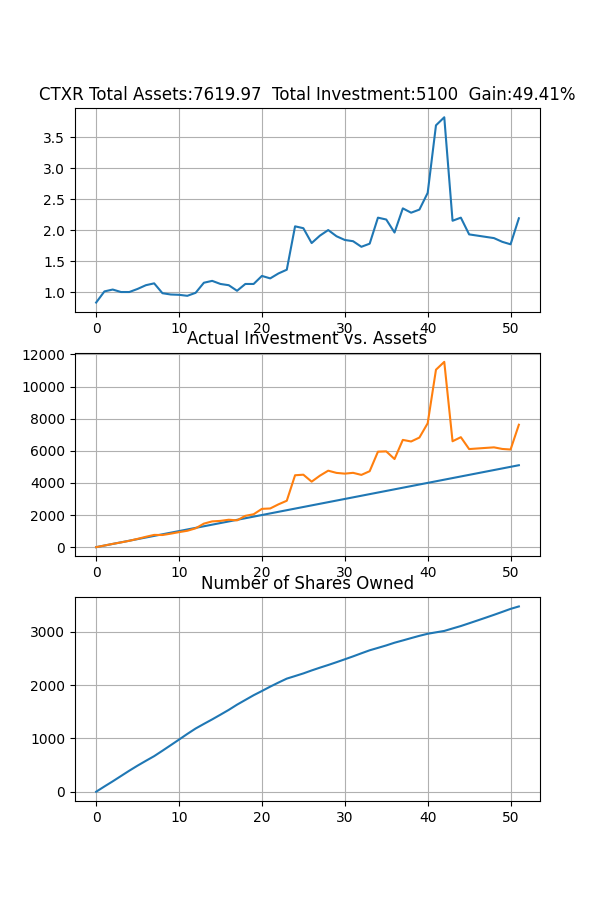 CTXR Total Assets:7619.97  Total Investment:5100  Gain:49.41%
3.5
3.0
2.5
2.0
1.5
1.0
0 10 20 30 40 50
Actual Investment vs. Assets
12000
10000
8000
6000
4000
2000
0
0 10 20 30 40 50
Number of Shares Owned
3000
2000
1000
0
0 10 20 30 40 50